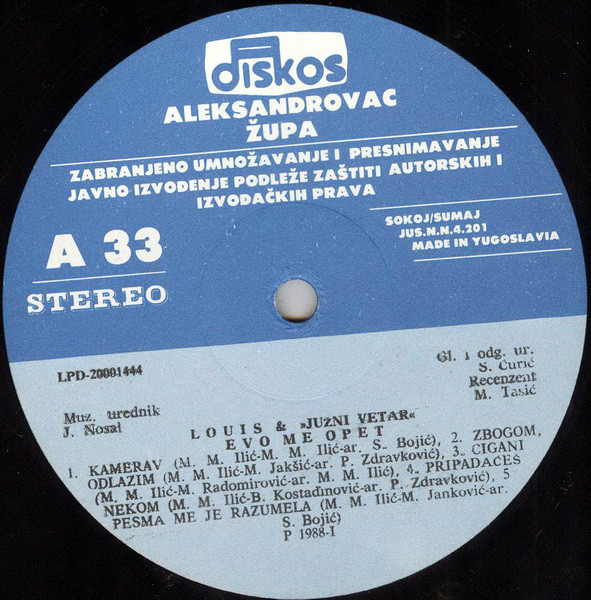 diskos
ALEKSANDROVAC
ŽUPA
ZABRANJENO UMNOŽAVANJE I PRESNIMAVANJE
JAVNO IZVOĐENJE PODLEŽE ZAŠTITI AUTORSKIH I
IZVOĐAČKIH PRAVA
A 33
STEREO
SOKOJ/SUMAJ
JUS.N.N.4.201
MADE IN YUGOSLAVIA
LPD-20001444
Muz. urednik
J. Nosal
Gl. i odg. ur.
S. Ćurić
Recenzent
M. Tasić
LOUIS & »JUŽNI VETAR«
EVO ME OPET
1. KAMERAV (M. M. Ilić-M. M. Ilić-ar. S. Bojić), 2. ZBOGOM,
ODLAZIM (M. M. Ilić-M. Jakšić-ar. P. Zdravković), 3. CIGANI
(M. M. Ilić-M. Radomirović-ar. M. M. Ilić), 4. PRIPADAĆEŠ
NEKOM (M. M. Ilić-B. Kostadinović-ar. P. Zdravković), 5
PESMA ME JE RAZUMELA (M. M. Ilić-M. Janković-ar.
S. Bojić)
P 1988-I